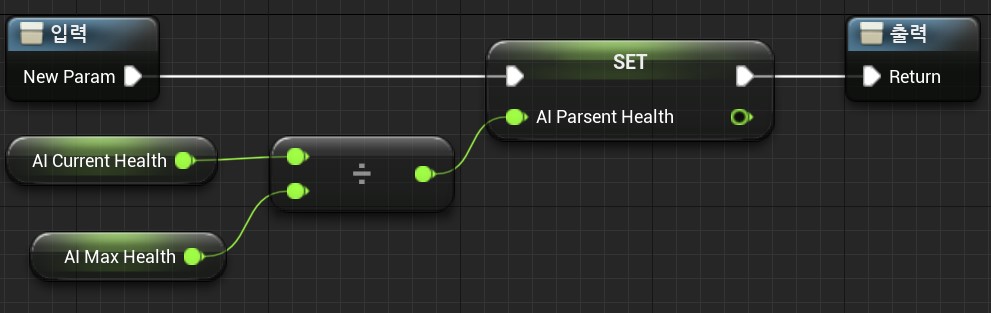 입력
New Param
SET
AI Parsent Health
출력
Return
AI Current Health
÷
AI Max Health